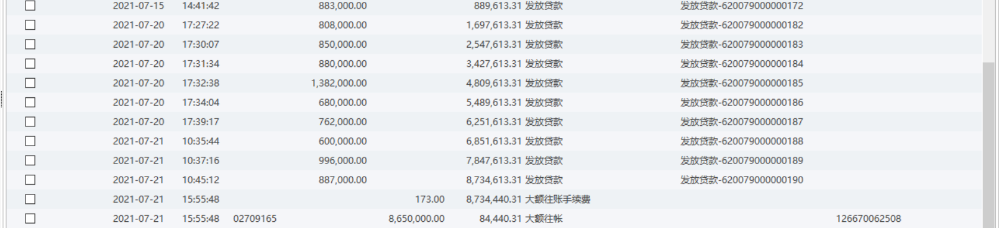 2021-07-15 14:41:42 883,000.00 889,613.31 发放贷款 发放贷款-620079000000172
2021-07-20 17:27:22 808,000.00 1,697,613.31 发放贷款 发放贷款-620079000000182
2021-07-20 17:30:07 850,000.00 2,547,613.31 发放贷款 发放贷款-620079000000183
2021-07-20 17:31:34 880,000.00 3,427,613.31 发放贷款 发放贷款-620079000000184
2021-07-20 17:32:38 1,382,000.00 4,809,613.31 发放贷款 发放贷款-620079000000185
2021-07-20 17:34:04 680,000.00 5,489,613.31 发放贷款 发放贷款-620079000000186
2021-07-20 17:39:17 762,000.00 6,251,613.31 发放贷款 发放贷款-620079000000187
2021-07-21 10:35:44 600,000.00 6,851,613.31 发放贷款 发放贷款-620079000000188
2021-07-21 10:37:16 996,000.00 7,847,613.31 发放贷款 发放贷款-620079000000189
2021-07-21 10:45:12 887,000.00 8,734,613.31 发放贷款 发放贷款-620079000000190
2021-07-21 15:55:48 173.00 8,734,440.31 大额往账手续费
2021-07-21 15:55:48 02709165 8,650,000.00 84,440.31 大额往帐 126670062508